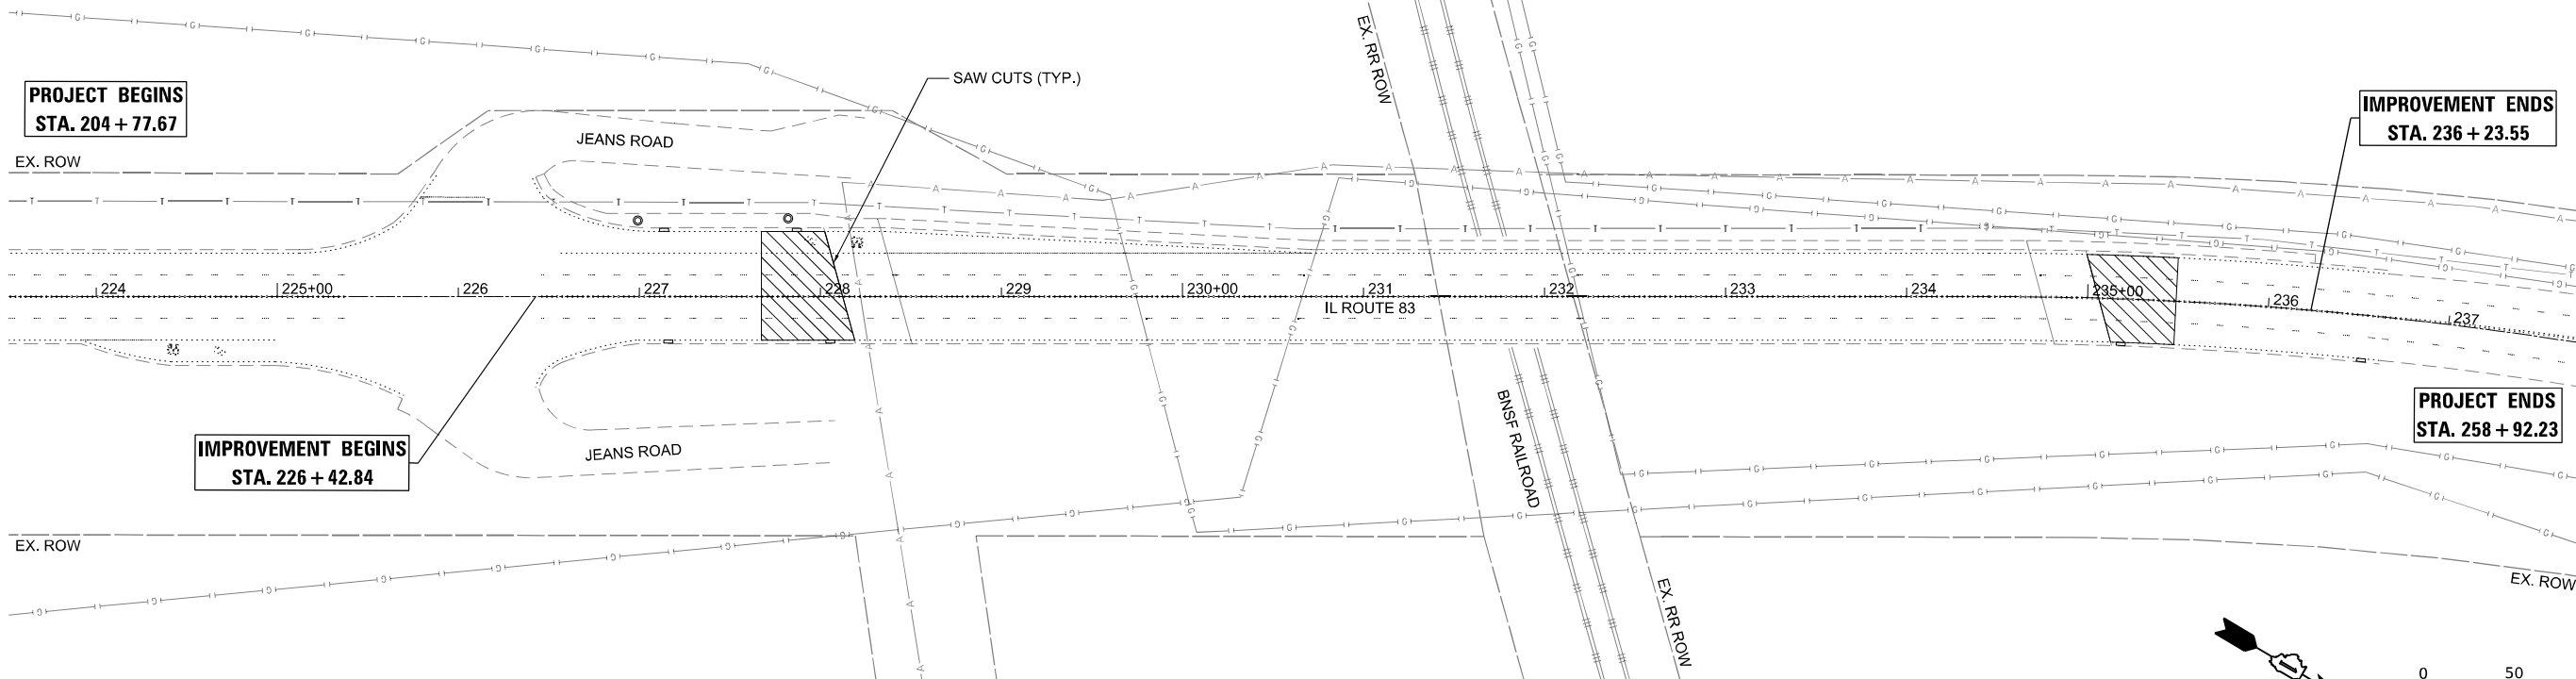 SAW CUTS (TYP.)
EX. RR ROW
PROJECT BEGINS
STA. 204 + 77.67
IMPROVEMENT ENDS
STA. 236 + 23.55
JEANS ROAD
EX. ROW
224
225+00
226
227
228
229
230+00
231
232
233
234
235+00
236
237
IL ROUTE 83
BNSF RAILROAD
PROJECT ENDS
STA. 258 + 92.23
IMPROVEMENT BEGINS
STA. 226 + 42.84
JEANS ROAD
EX. ROW
EX. ROW
EX. RR ROW
0 50